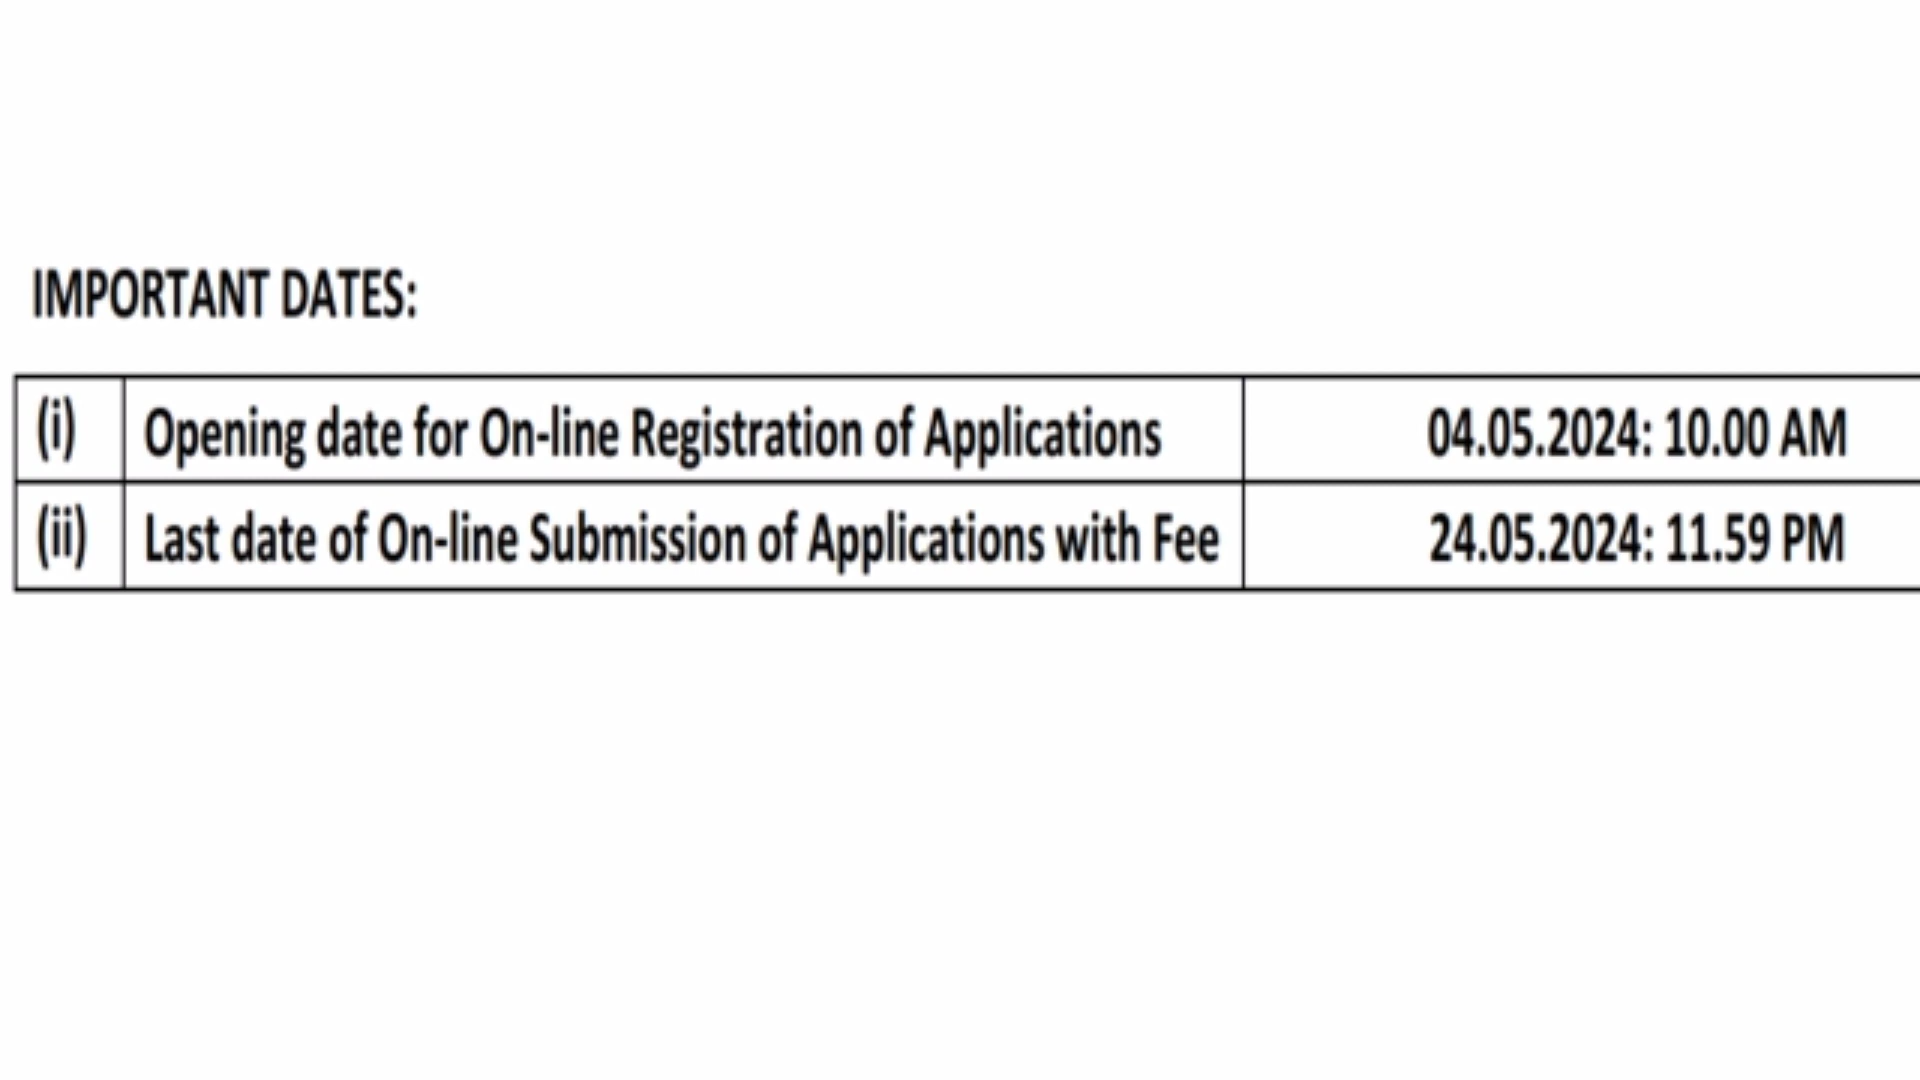 IMPORTANT DATES:
(i) Opening date for On-line Registration of Applications 04.05.2024: 10.00 AM
(ii) Last date of On-line Submission of Applications with Fee 24.05.2024: 11.59 PM